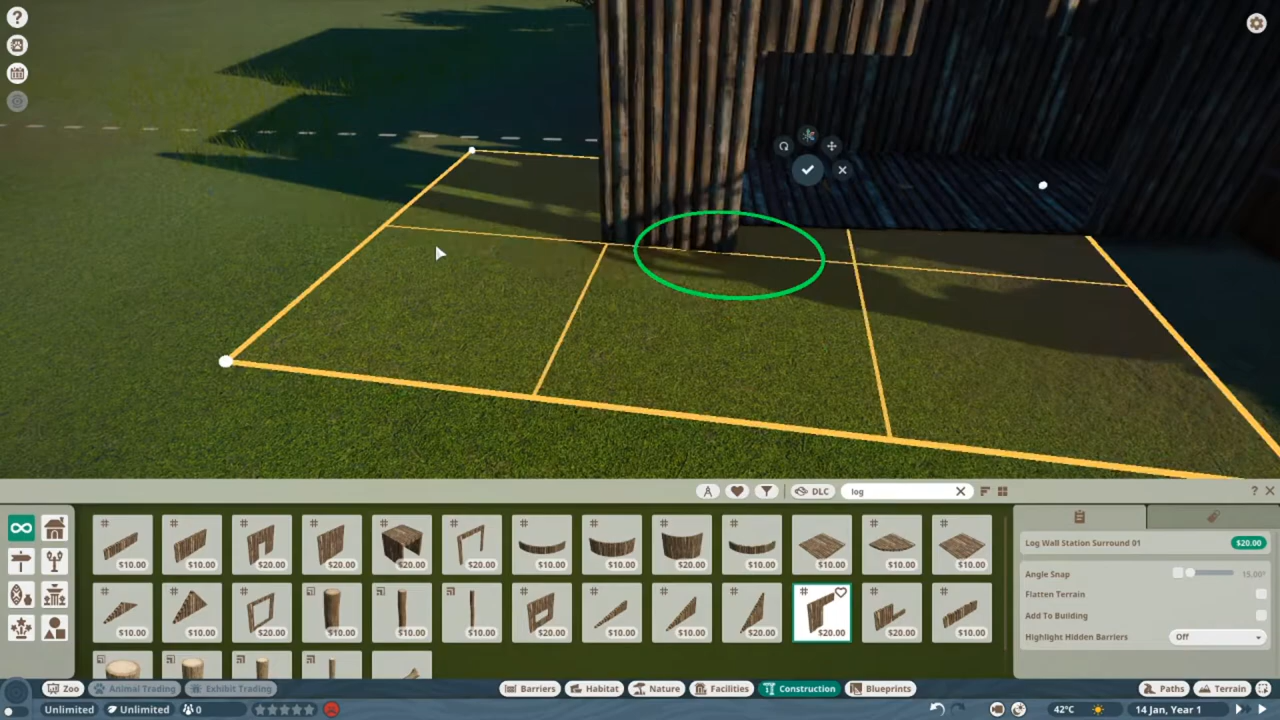 DLC
log
?
$10.00 $10.00 $20.00 $20.00 $20.00 $20.00 $10.00 $10.00 $20.00 $10.00 $10.00 $10.00 $10.00
$10.00 $10.00 $20.00 $10.00 $10.00 $10.00 $20.00 $10.00 $10.00 $20.00 $20.00 $20.00 $10.00
Log Wall Station Surround 01 $20.00
Angle Snap 15.00°
Flatten Terrain
Add To Building
Highlight Hidden Barriers Off
Zoo Animal Trading Exhibit Trading Barriers Habitat Nature Facilities Construction Blueprints Paths Terrain
Unlimited Unlimited 0 42°C 14 Jan, Year 1